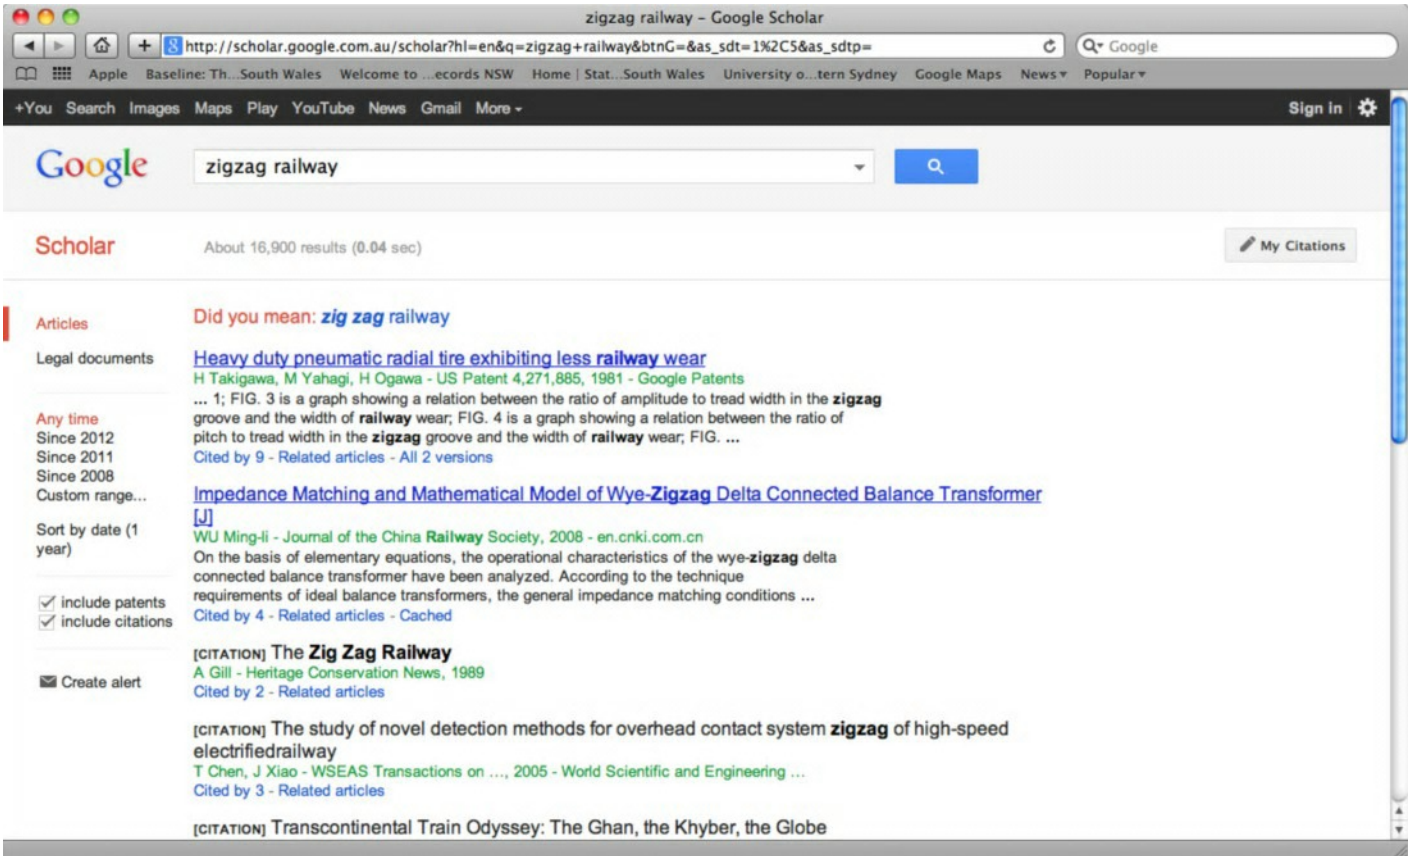 zigzag railway – Google Scholar
http://scholar.google.com.au/scholar?hl=en&q=zigzag+railway&btnG=&as_sdt=1%2C5&as_sdtp=
Google
Apple Baseline: Th...South Wales Welcome to ...ecords NSW Home | Stat...South Wales University o...tern Sydney Google Maps News Popular
+You Search Images Maps Play YouTube News Gmail More
Sign in
Google
zigzag railway
Scholar
About 16,900 results (0.04 sec)
My Citations
Articles
Legal documents
Any time
Since 2012
Since 2011
Since 2008
Custom range...
Sort by date (1
year)
include patents
include citations
Create alert
Did you mean: zig zag railway
Heavy duty pneumatic radial tire exhibiting less railway wear
H Takigawa, M Yahagi, H Ogawa - US Patent 4,271,885, 1981 - Google Patents
... 1; FIG. 3 is a graph showing a relation between the ratio of amplitude to tread width in the zigzag
groove and the width of railway wear; FIG. 4 is a graph showing a relation between the ratio of
pitch to tread width in the zigzag groove and the width of railway wear; FIG. ...
Cited by 9 - Related articles - All 2 versions
Impedance Matching and Mathematical Model of Wye-Zigzag Delta Connected Balance Transformer
[J]
WU Ming-li - Journal of the China Railway Society, 2008 - en.cnki.com.cn
On the basis of elementary equations, the operational characteristics of the wye-zigzag delta
connected balance transformer have been analyzed. According to the technique
requirements of ideal balance transformers, the general impedance matching conditions ...
Cited by 4 - Related articles - Cached
[CITATION] The Zig Zag Railway
A Gill - Heritage Conservation News, 1989
Cited by 2 - Related articles
[CITATION] The study of novel detection methods for overhead contact system zigzag of high-speed
electrifiedrailway
T Chen, J Xiao - WSEAS Transactions on ..., 2005 - World Scientific and Engineering ...
Cited by 3 - Related articles
[CITATION] Transcontinental Train Odyssey: The Ghan, the Khyber, the Globe